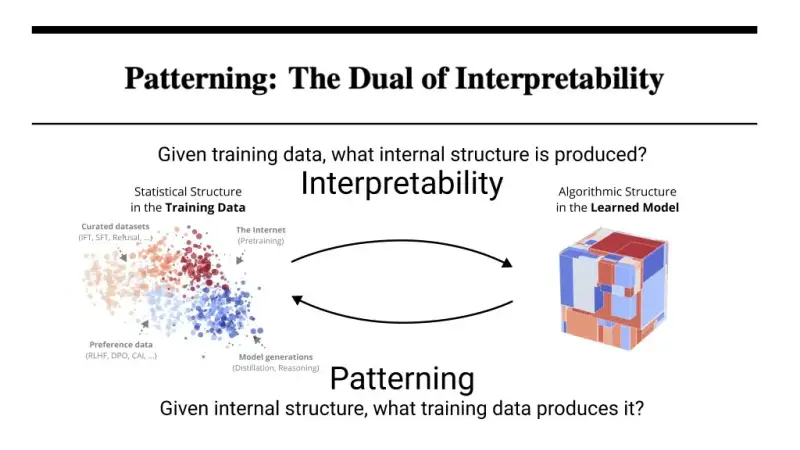 Patterning: The Dual of Interpretability
Given training data, what internal structure is produced?
Interpretability
Statistical Structure
in the Training Data
Curated datasets
(IFT, SFT, Refusal, ...)
The Internet
(Pretraining)
Preference data
(RLHF, DPO, CAI, ...)
Model generations
(Distillation, Reasoning)
Algorithmic Structure
in the Learned Model
Patterning
Given internal structure, what training data produces it?